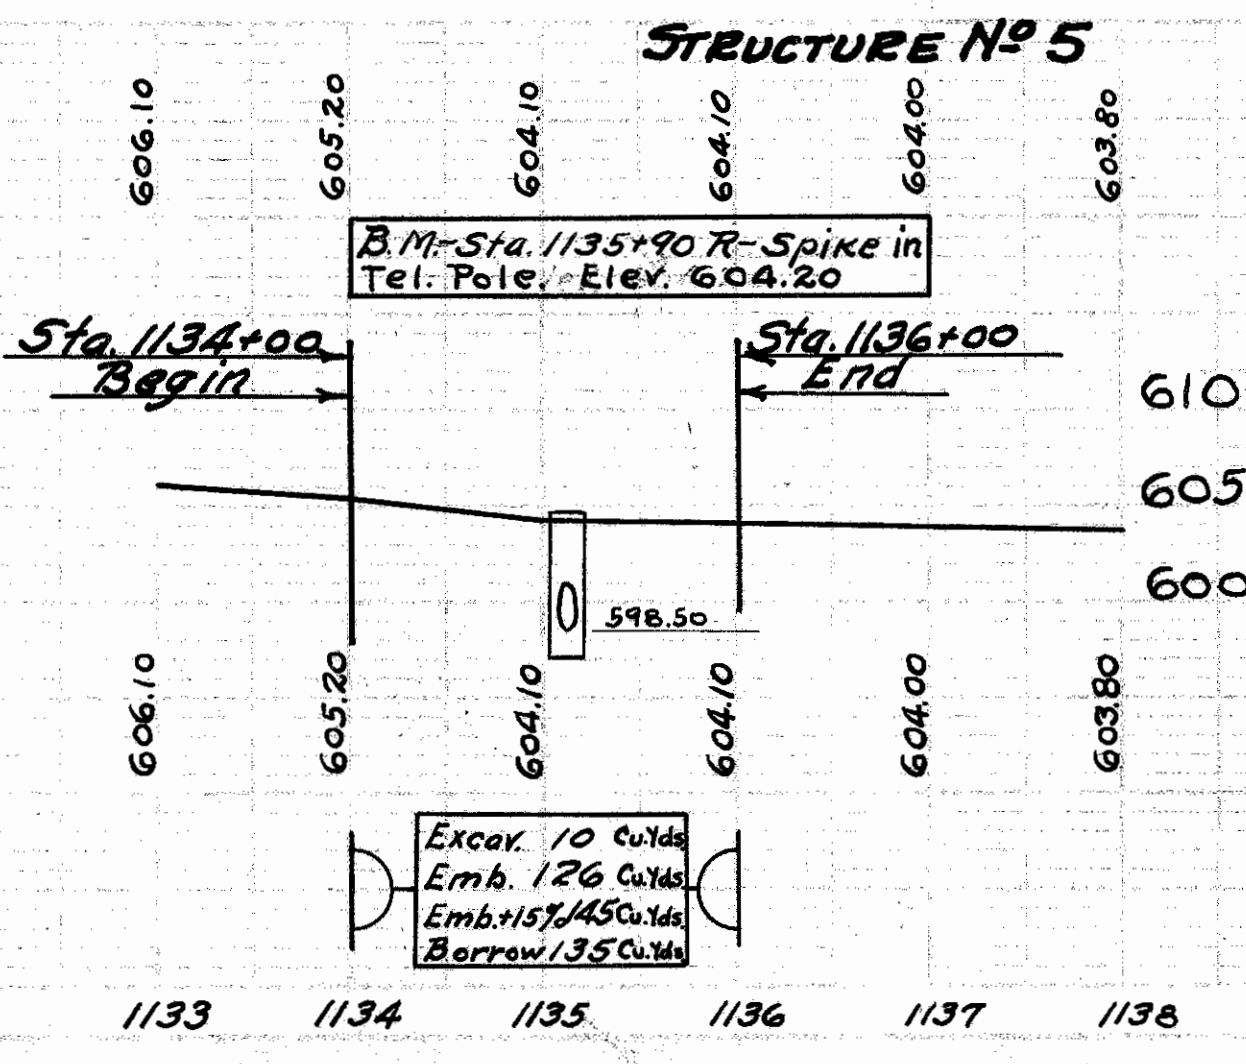 STRUCTURE Nº 5
606.10 605.20 604.10 604.10 604.00 603.80
B.M.-Sta. 1135+90 R-Spike in
Tel. Pole. Elev. 604.20
Sta. 1134+00
Begin
Sta. 1136+00
End
610
605
600
598.50
606.10 605.20 604.10 604.10 604.00 603.80
Excav. 10 Cu.Yds.
Emb. 126 Cu.Yds.
Emb.+15% 145 Cu.Yds.
Borrow 135 Cu.Yds.
1133 1134 1135 1136 1137 1138